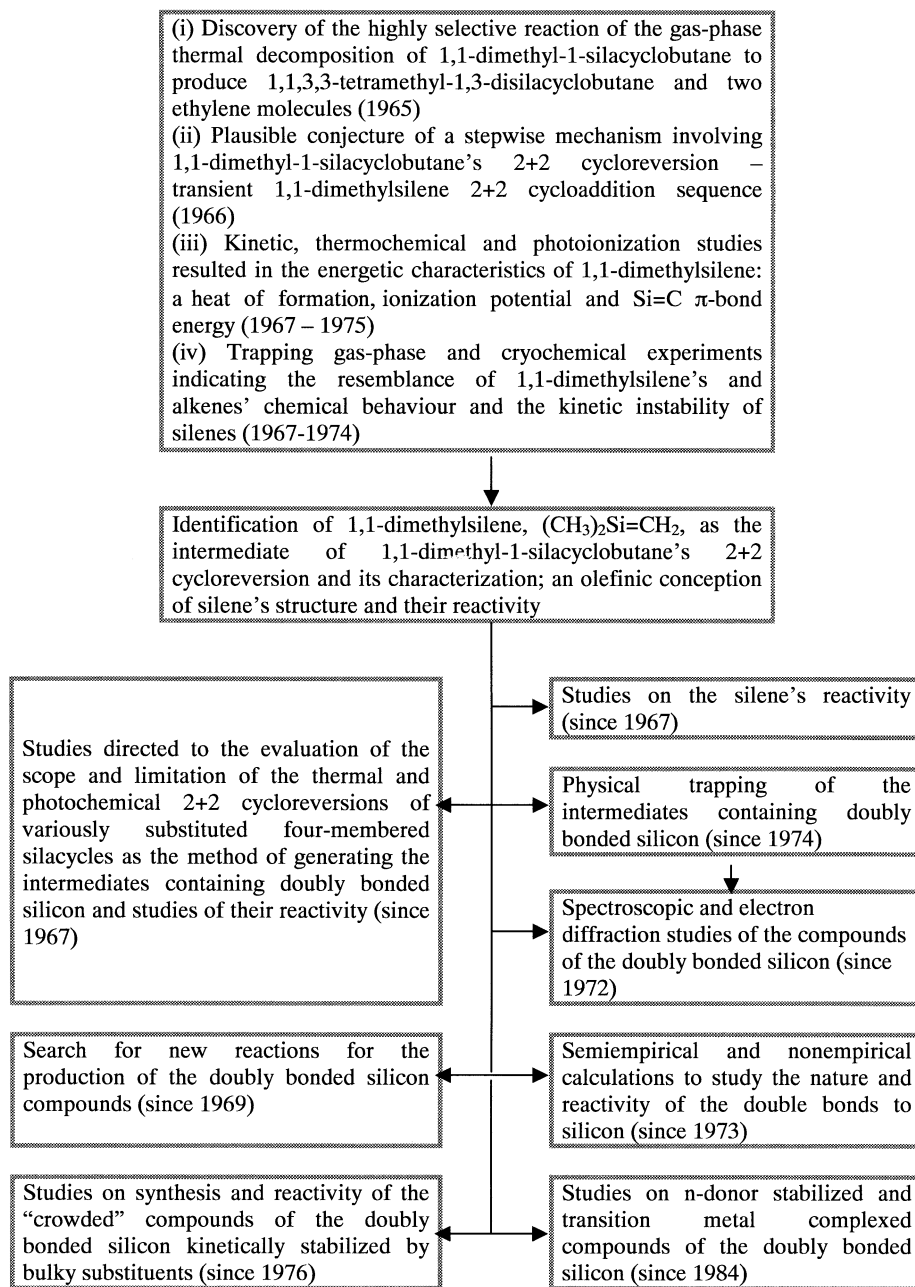 (i) Discovery of the highly selective reaction of the gas-phase
thermal decomposition of 1,1-dimethyl-1-silacyclobutane to
produce 1,1,3,3-tetramethyl-1,3-disilacyclobutane and two
ethylene molecules (1965)
(ii) Plausible conjecture of a stepwise mechanism involving
1,1-dimethyl-1-silacyclobutane's 2+2 cycloreversion –
transient 1,1-dimethylsilene 2+2 cycloaddition sequence
(1966)
(iii) Kinetic, thermochemical and photoionization studies
resulted in the energetic characteristics of 1,1-dimethylsilene:
a heat of formation, ionization potential and Si=C π-bond
energy (1967 – 1975)
(iv) Trapping gas-phase and cryochemical experiments
indicating the resemblance of 1,1-dimethylsilene's and
alkenes' chemical behaviour and the kinetic instability of
silenes (1967-1974)
Identification of 1,1-dimethylsilene, (CH₃)₂Si=CH₂, as the
intermediate of 1,1-dimethyl-1-silacyclobutane's 2+2
cycloreversion and its characterization; an olefinic conception
of silene's structure and their reactivity
Studies directed to the evaluation of the
scope and limitation of the thermal and
photochemical 2+2 cycloreversions of
variously substituted four-membered
silacycles as the method of generating the
intermediates containing doubly bonded
silicon and studies of their reactivity (since
1967)
Studies on the silene's reactivity
(since 1967)
Physical trapping of the
intermediates containing doubly
bonded silicon (since 1974)
Spectroscopic and electron
diffraction studies of the compounds
of the doubly bonded silicon (since
1972)
Search for new reactions for the
production of the doubly bonded silicon
compounds (since 1969)
Semiempirical and nonempirical
calculations to study the nature and
reactivity of the double bonds to
silicon (since 1973)
Studies on synthesis and reactivity of the
"crowded" compounds of the doubly
bonded silicon kinetically stabilized by
bulky substituents (since 1976)
Studies on n-donor stabilized and
transition metal complexed
compounds of the doubly bonded
silicon (since 1984)